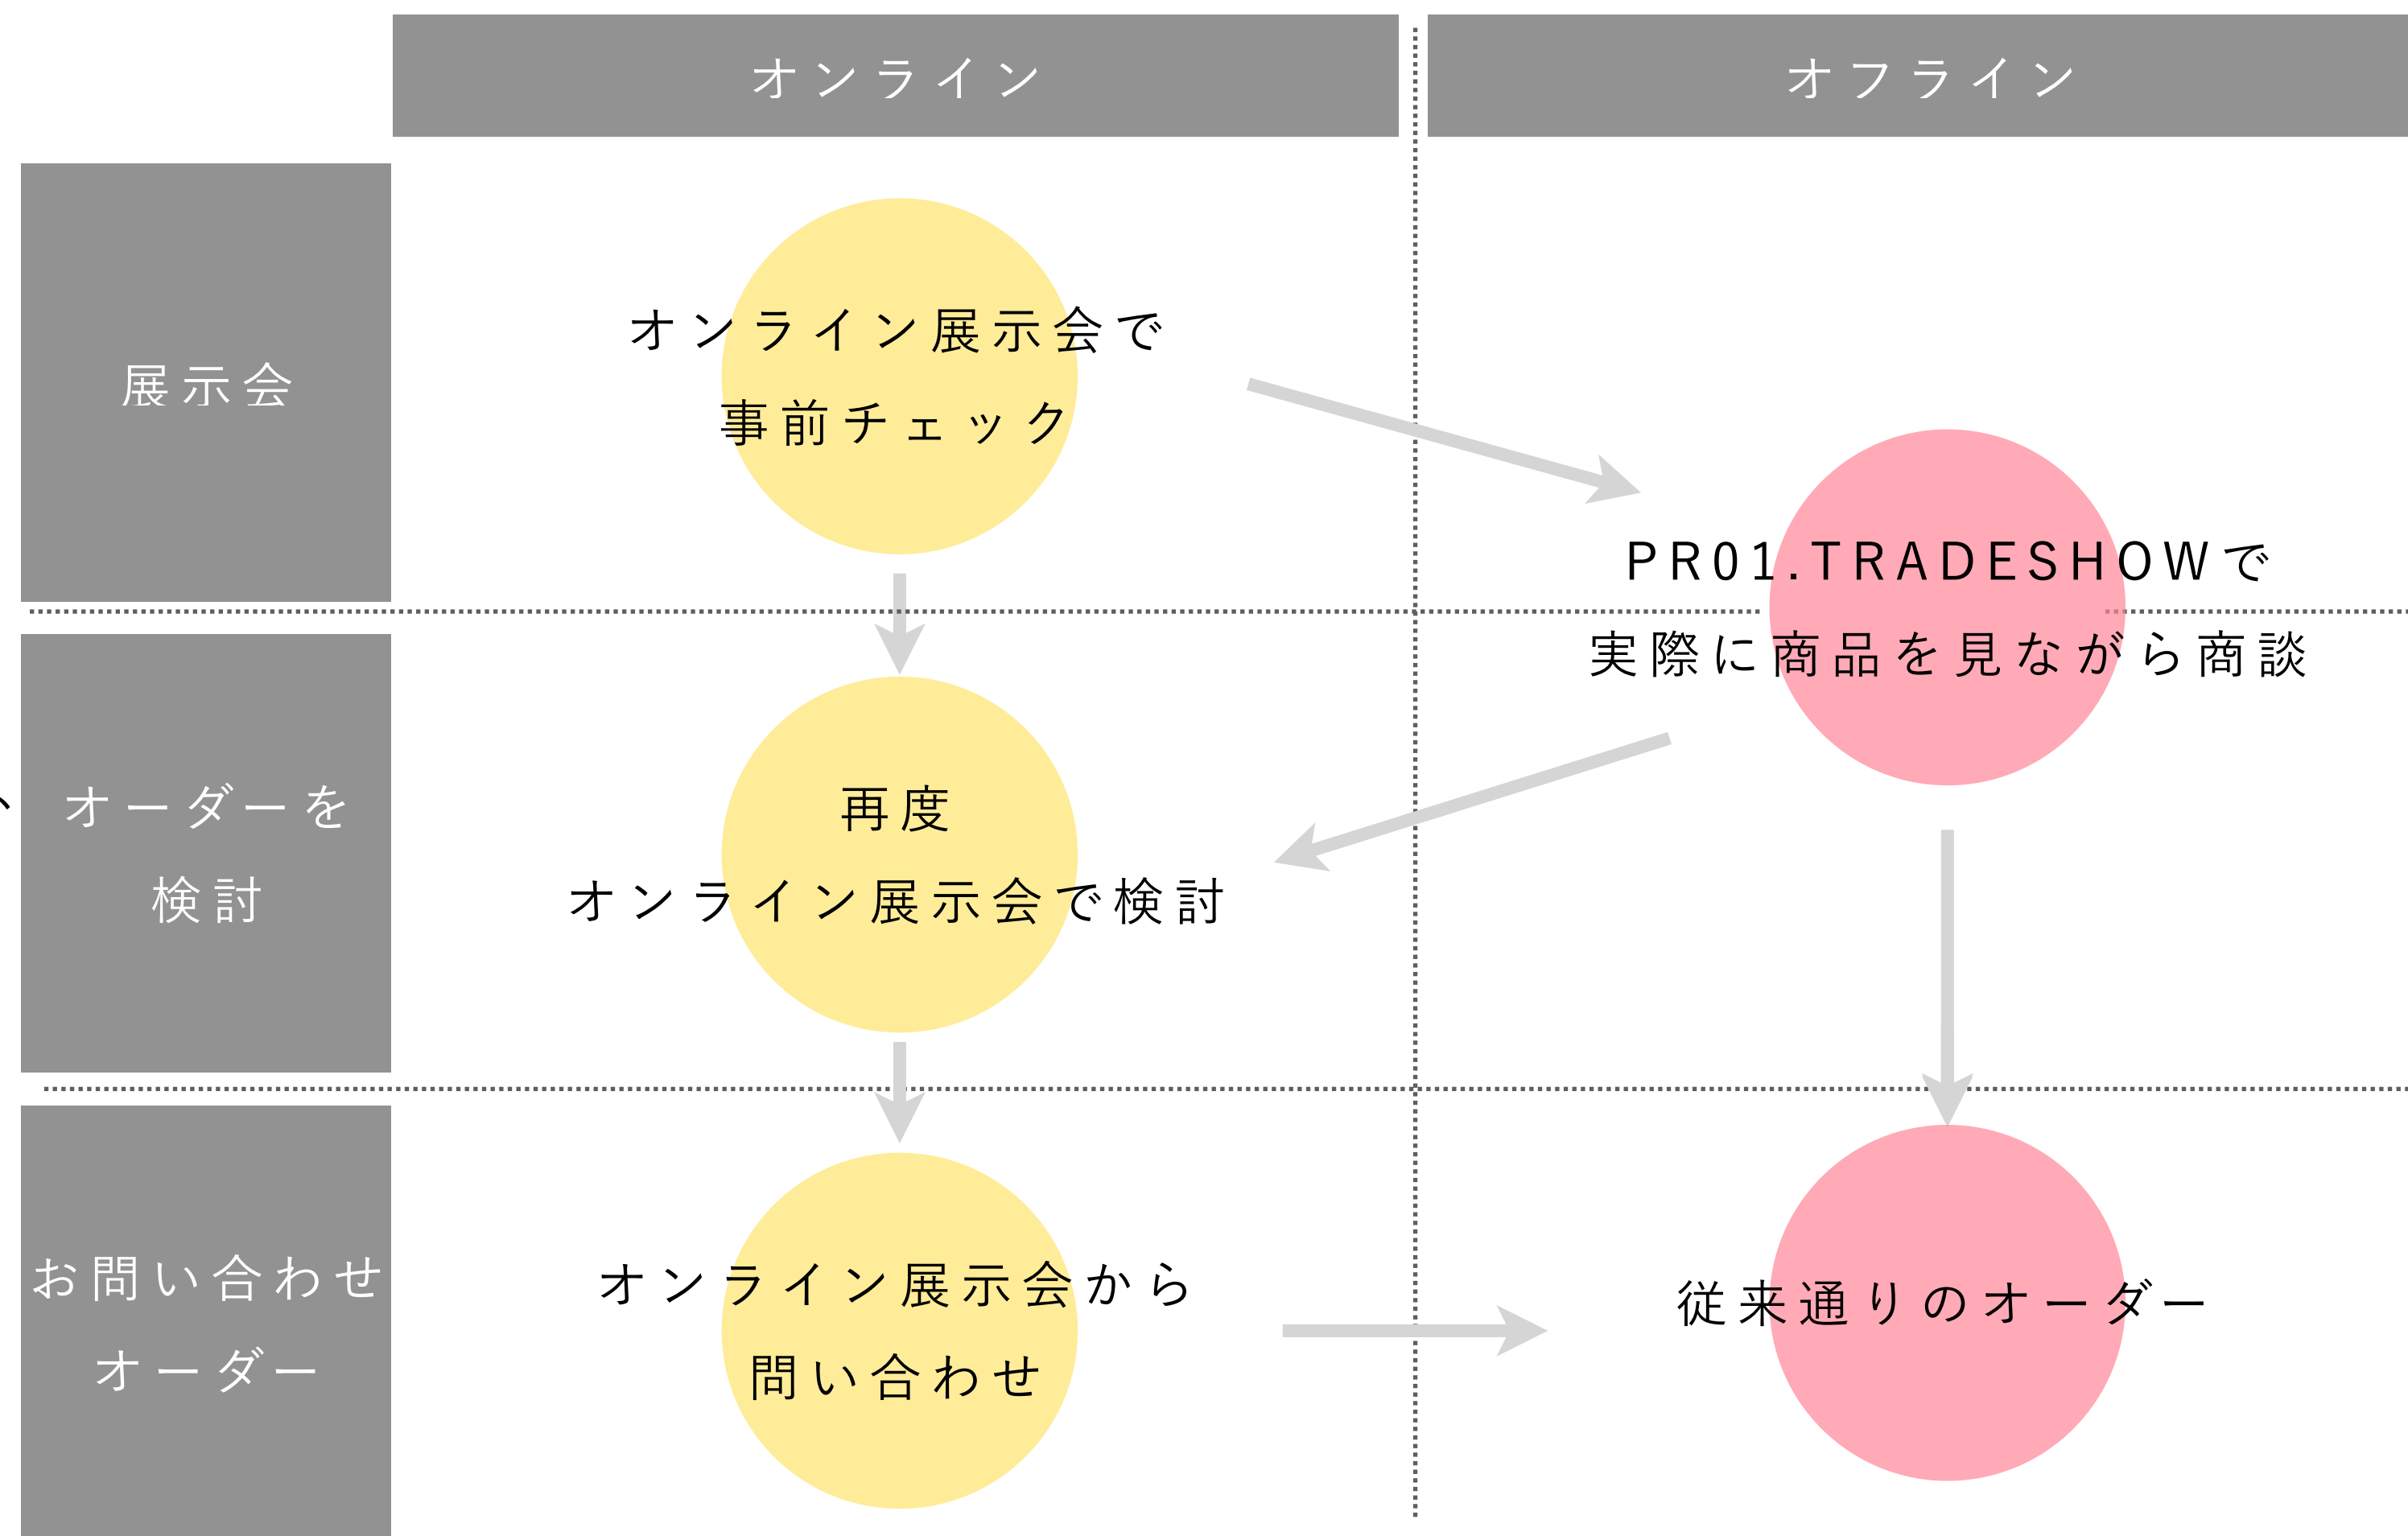 オンライン
オフライン
展示会
オンライン展示会で
事前チェック
PR01.TRADESHOWで
実際に商品を見ながら商談
オーダーを
検討
再度
オンライン展示会で検討
お問い合わせ
オーダー
オンライン展示会から
問い合わせ
従来通りのオーダー